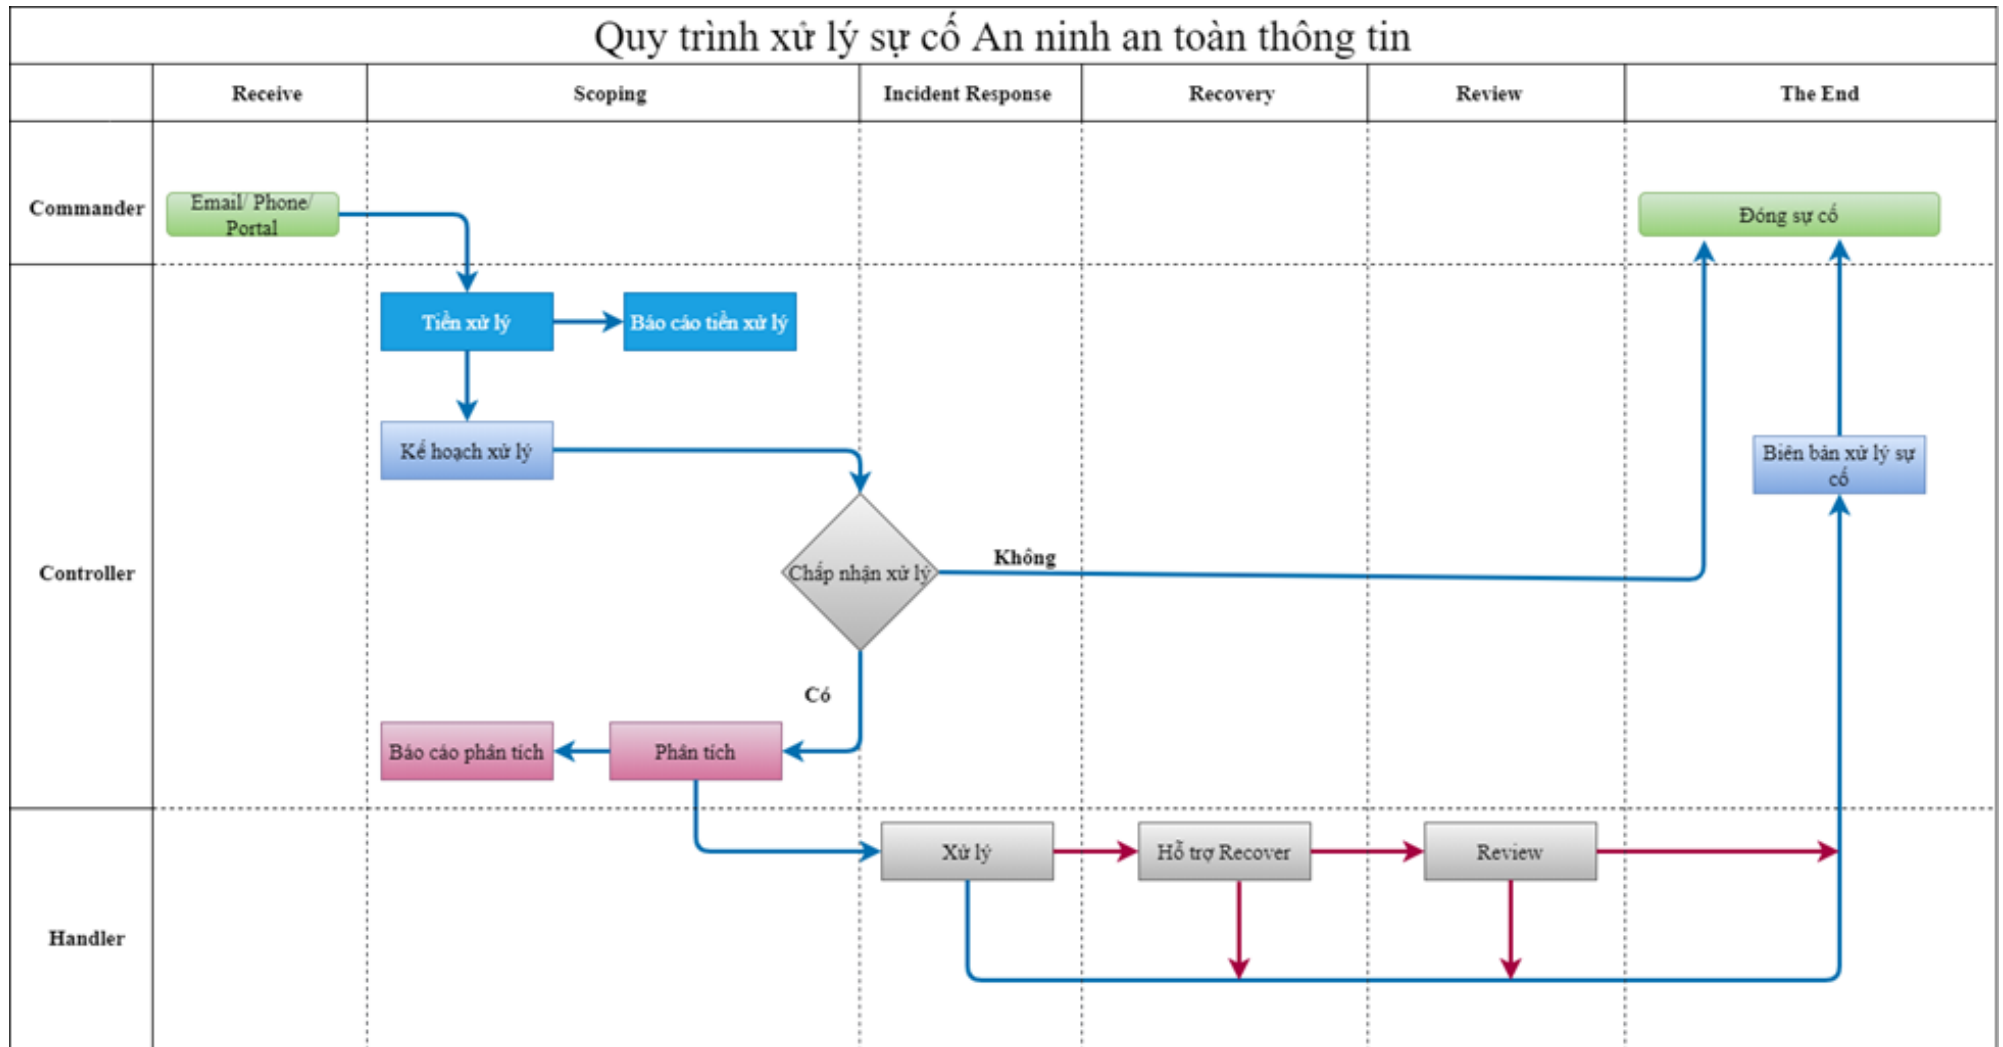 Quy trình xử lý sự cố An ninh an toàn thông tin
Receive
Scoping
Incident Response
Recovery
Review
The End
Commander
Email/ Phone/
Portal
Đóng sự cố
Controller
Tiền xử lý
Báo cáo tiền xử lý
Kế hoạch xử lý
Biên bản xử lý sự
cố
Chấp nhận xử lý
Không
Có
Báo cáo phân tích
Phân tích
Handler
Xử lý
Hỗ trợ Recover
Review